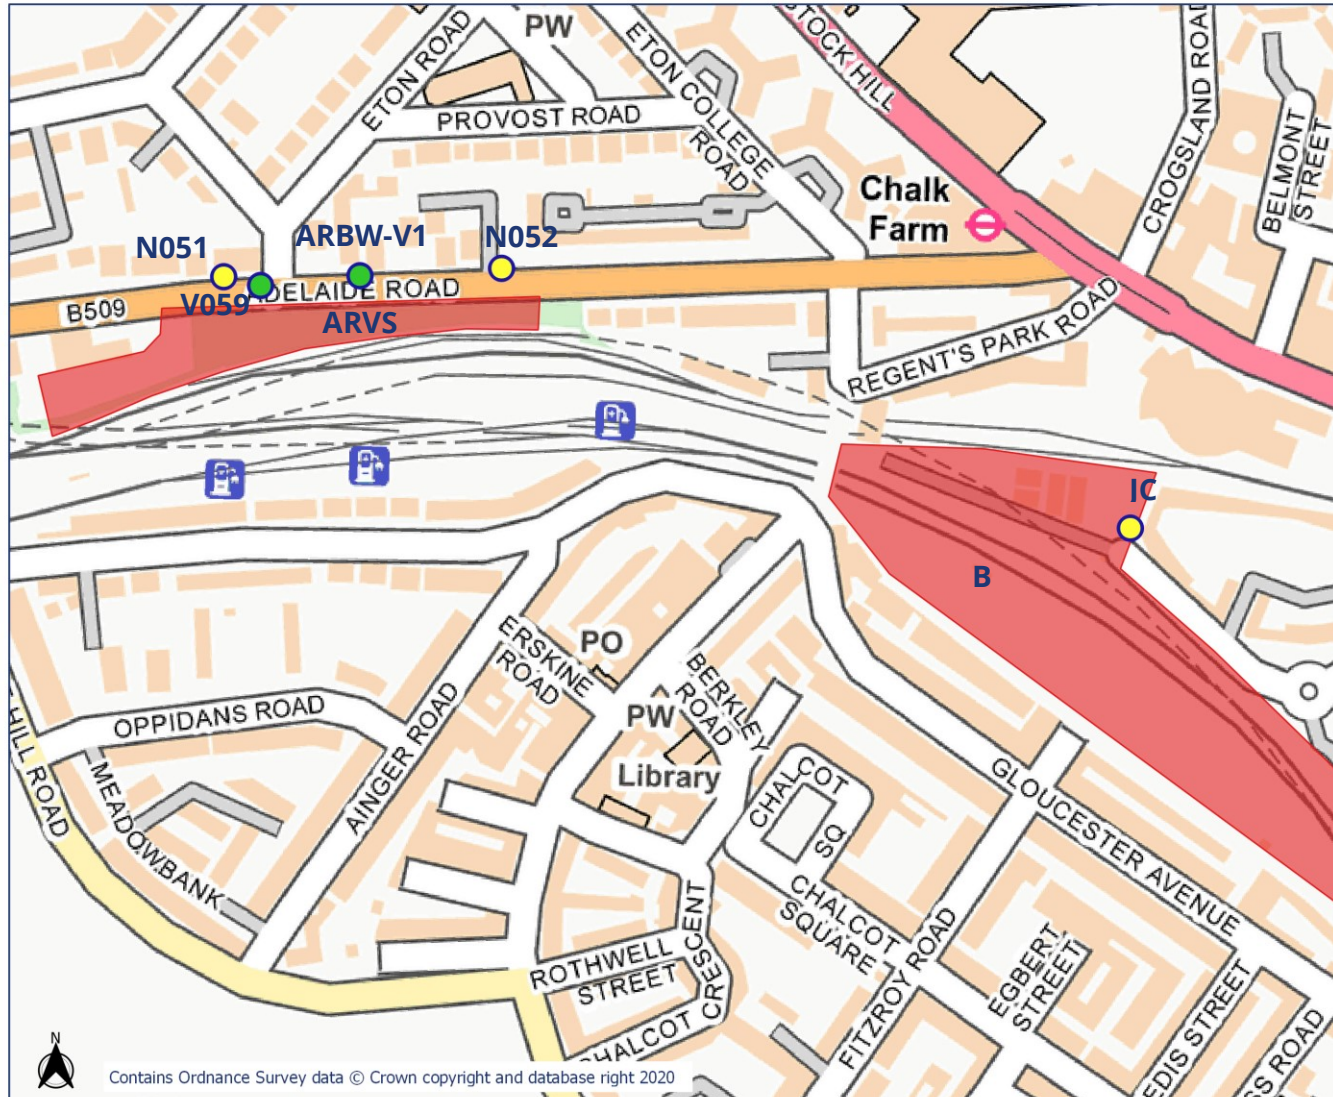 PW
ETON ROAD
PROVOST ROAD
ETON COLLEGE
ROAD
STOCK HILL
CROGSLAND ROAD
BELMONT
STREET
Chalk
Farm
N051
ARBW-V1
N052
V059
DELAIDE ROAD
B509
ARVS
REGENT'S PARK ROAD
IC
B
ERSKINE
ROAD
PO
BERKLEY
ROAD
PW
Library
OPPIDANS ROAD
AINGER ROAD
HILL ROAD
MEADOWBANK
CHALCOT
SQ
GLOUCESTER AVENUE
CHALCOT
SQUARE
ROTHWELL
STREET
CRESCENT
CHALCOT
FITZROY ROAD
EGBERT
STREET
EDIS STREET
SS ROAD
N
Contains Ordnance Survey data © Crown copyright and database right 2020